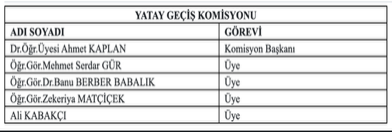 YATAY GEÇİŞ KOMİSYONU
ADI SOYADI GÖREVİ
Dr.Öğr.Üyesi Ahmet KAPLAN Komisyon Başkanı
Öğr.Gör.Mehmet Serdar GÜR Üye
Öğr.Gör.Dr.Banu BERBER BABALIK Üye
Öğr.Gör.Zekeriya MATÇİÇEK Üye
Ali KABAKÇI Üye